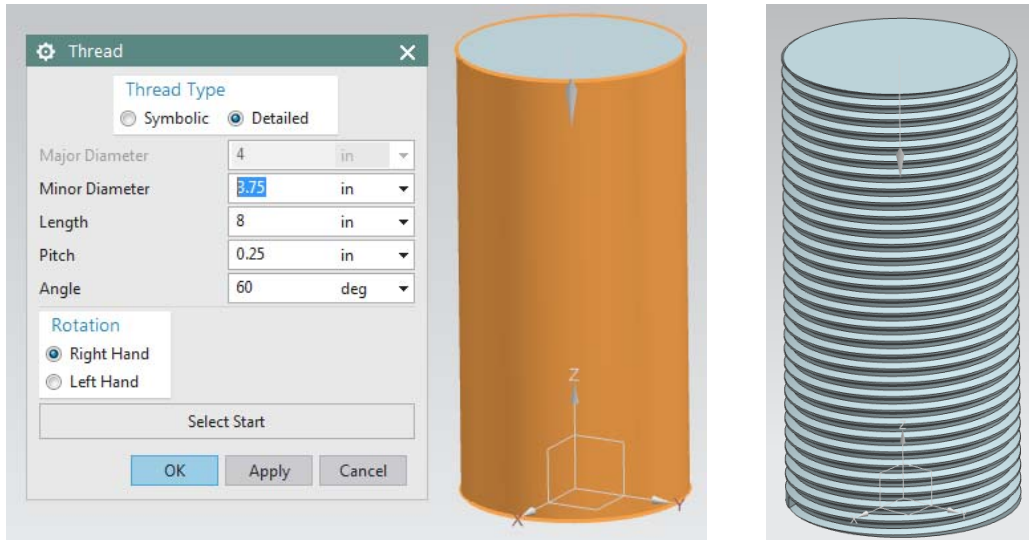 Thread
Thread Type
Symbolic Detailed
Major Diameter 4 in
Minor Diameter 3.75 in
Length 8 in
Pitch 0.25 in
Angle 60 deg
Rotation
Right Hand
Left Hand
Select Start
OK Apply Cancel
Z
X Y
Z
X